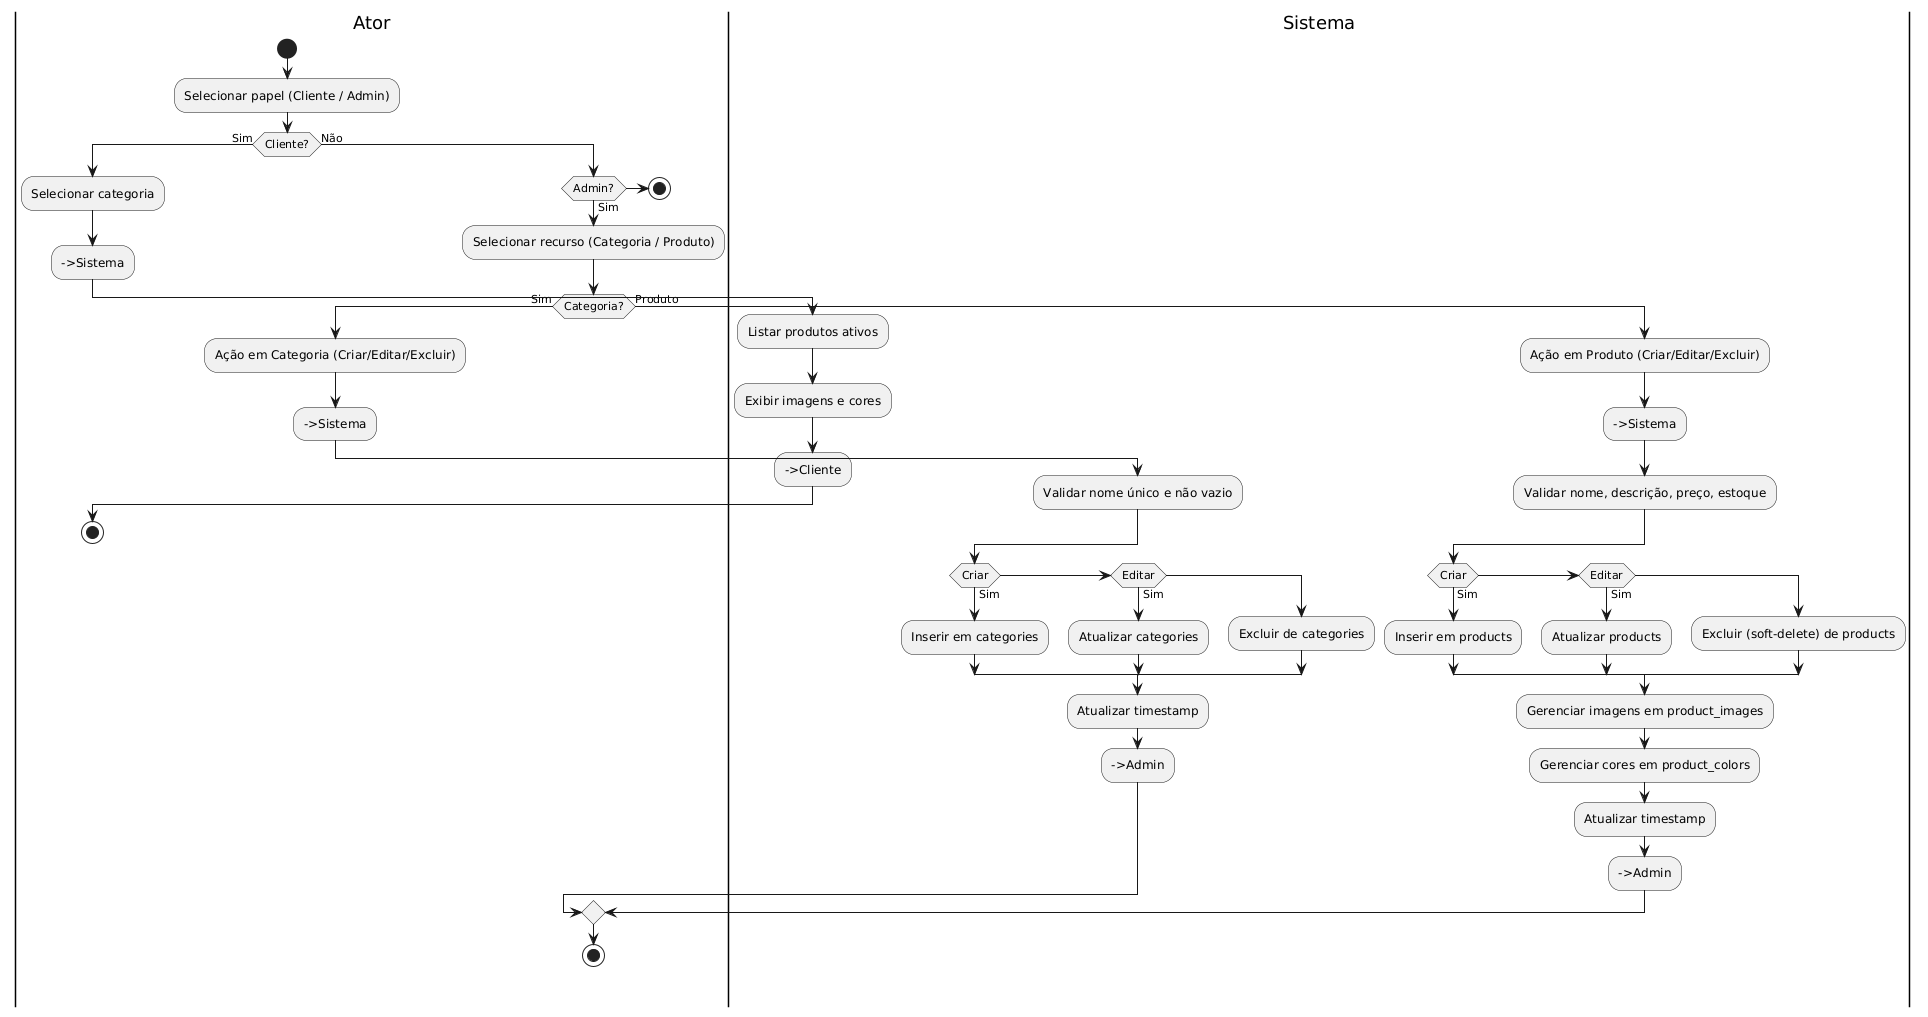 Ator
Sistema
Selecionar papel (Cliente / Admin)
Sim
Cliente?
Não
Selecionar categoria
Admin?
Sim
Selecionar recurso (Categoria / Produto)
->Sistema
Sim
Categoria?
Produto
Listar produtos ativos
Ação em Categoria (Criar/Editar/Excluir)
Ação em Produto (Criar/Editar/Excluir)
Exibir imagens e cores
->Sistema
->Sistema
->Cliente
Validar nome único e não vazio
Validar nome, descrição, preço, estoque
Criar
Sim
Editar
Sim
Criar
Sim
Editar
Sim
Inserir em categories
Atualizar categories
Excluir de categories
Inserir em products
Atualizar products
Excluir (soft-delete) de products
Atualizar timestamp
Gerenciar imagens em product_images
->Admin
Gerenciar cores em product_colors
Atualizar timestamp
->Admin